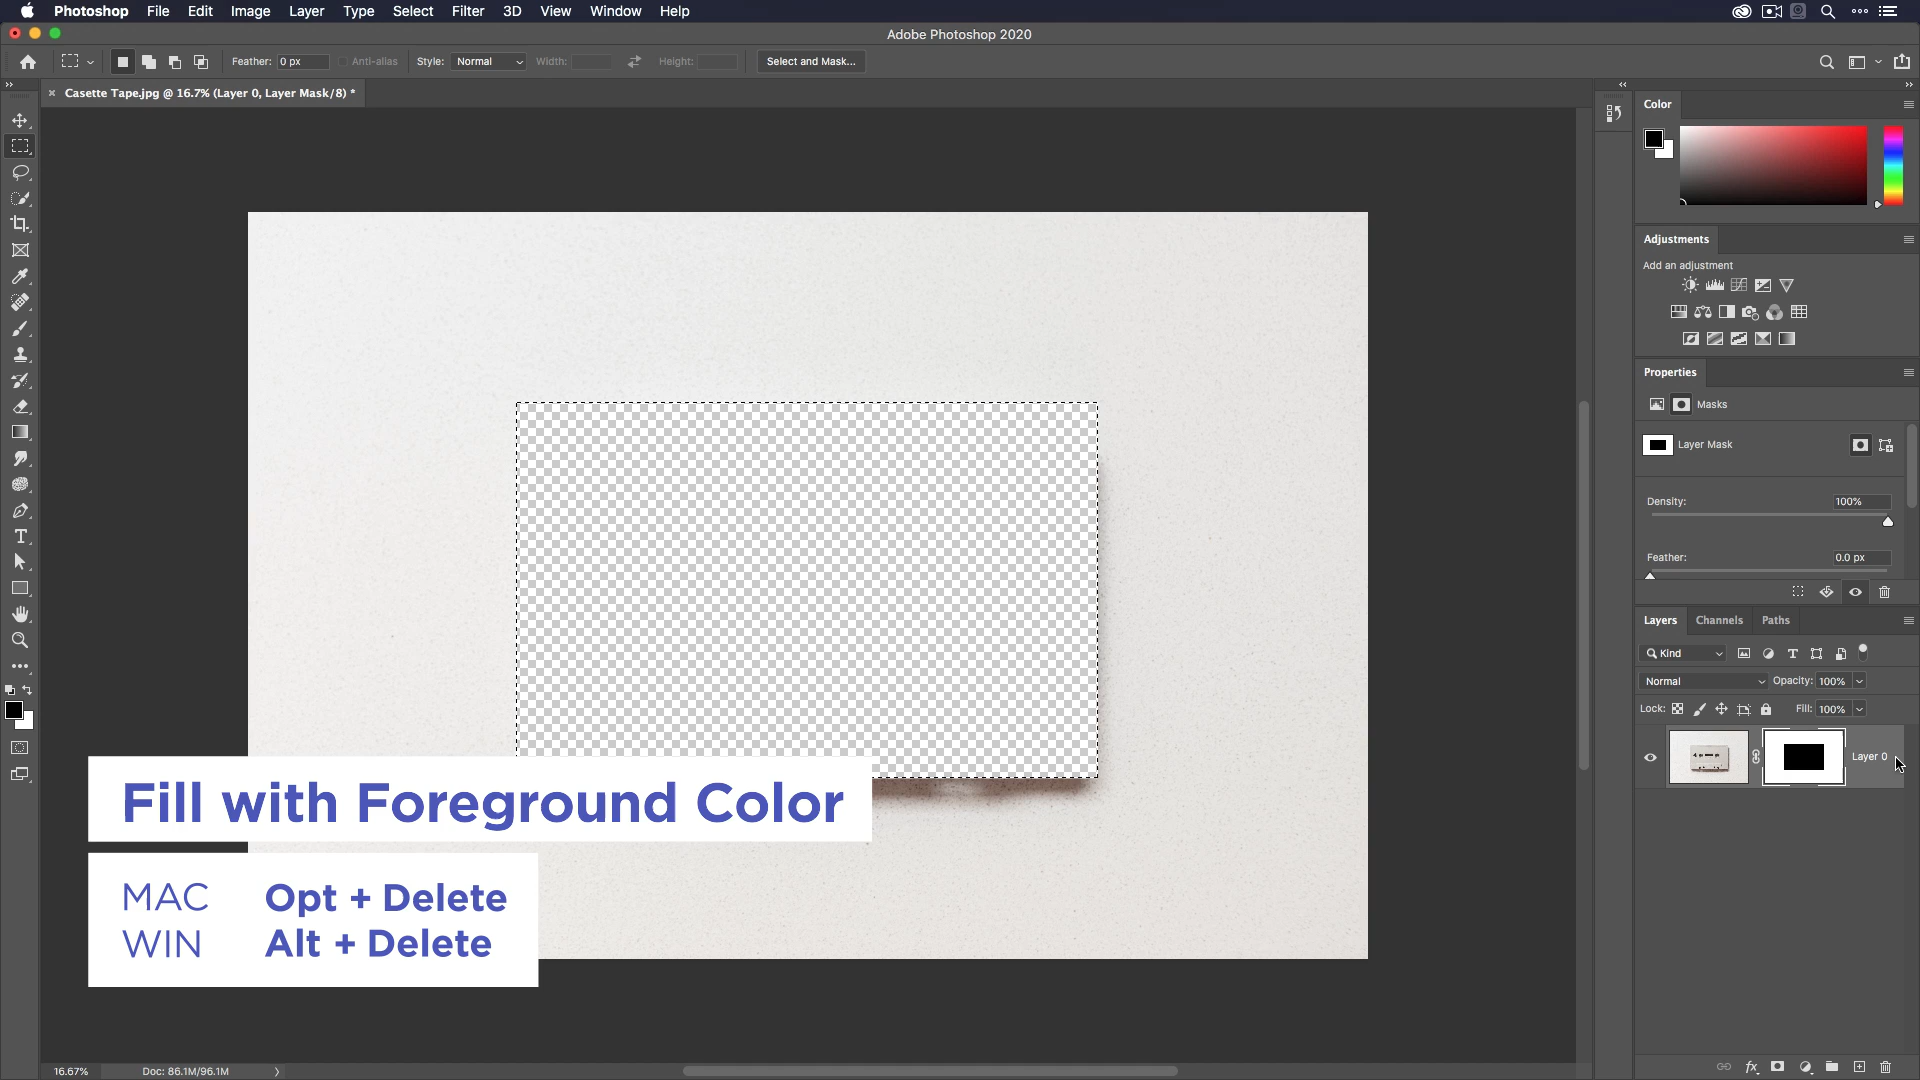 Photoshop File Edit Image Layer Type Select Filter 3D View Window Help
Adobe Photoshop 2020
Feather: 0 px Anti-alias Style: Normal Width: Height: Select and Mask...
Casette Tape.jpg @ 16.7% (Layer 0, Layer Mask/8) *
Color
Adjustments
Add an adjustment
Properties
Masks
Layer Mask
Density: 100%
Feather: 0.0 px
Layers Channels Paths
Kind
Normal Opacity: 100%
Lock: Fill: 100%
Layer 0
Fill with Foreground Color
MAC Opt + Delete
WIN Alt + Delete
16.67% Doc: 86.1M/96.1M